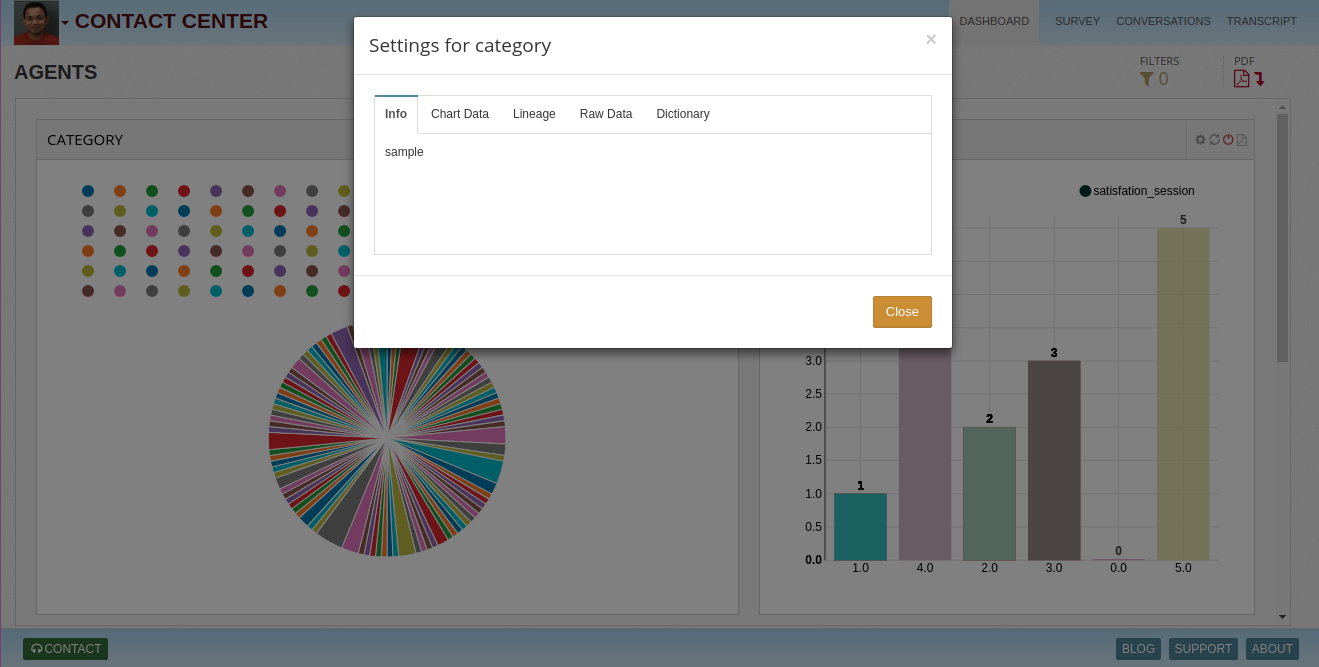 CONTACT CENTER
DASHBOARD
SURVEY
CONVERSATIONS
TRANSCRIPT
AGENTS
FILTERS
0
PDF
Settings for category
×
Info
Chart Data
Lineage
Raw Data
Dictionary
sample
Close
CATEGORY
satisfation_session
5
3
2
1
0
3.0
2.5
2.0
1.5
1.0
0.5
0.0
1.0 4.0 2.0 3.0 0.0 5.0
CONTACT
BLOG
SUPPORT
ABOUT